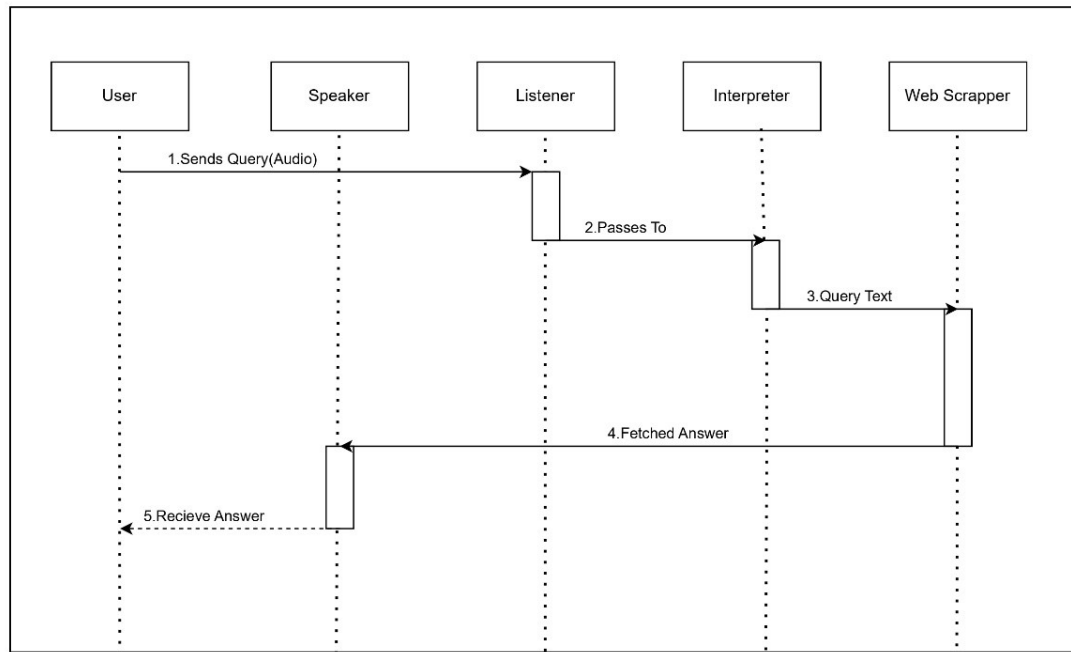 User
Speaker
Listener
Interpreter
Web Scrapper
1.Sends Query(Audio)
2.Passes To
3.Query Text
4.Fetched Answer
5.Recieve Answer